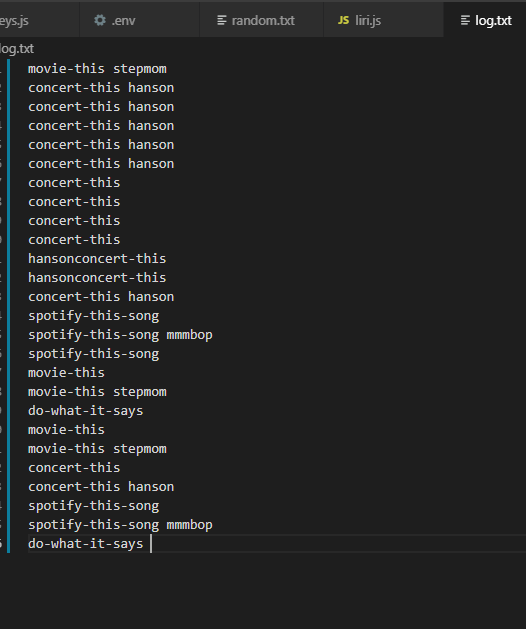 eys.js .env random.txt JS liri.js log.txt
log.txt
movie-this stepmom
concert-this hanson
concert-this hanson
concert-this hanson
concert-this hanson
concert-this hanson
concert-this
concert-this
concert-this
concert-this
hansonconcert-this
hansonconcert-this
concert-this hanson
spotify-this-song
spotify-this-song mmmbop
spotify-this-song
movie-this
movie-this stepmom
do-what-it-says
movie-this
movie-this stepmom
concert-this
concert-this hanson
spotify-this-song
spotify-this-song mmmbop
do-what-it-says